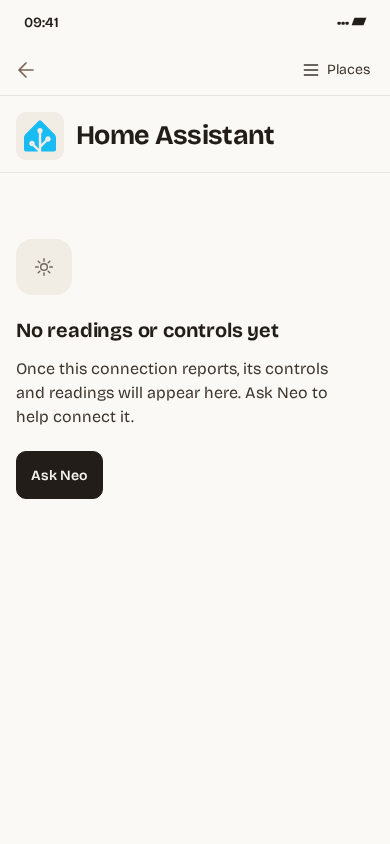 09:41
Places
Home Assistant
No readings or controls yet
Once this connection reports, its controls
and readings will appear here. Ask Neo to
help connect it.
Ask Neo